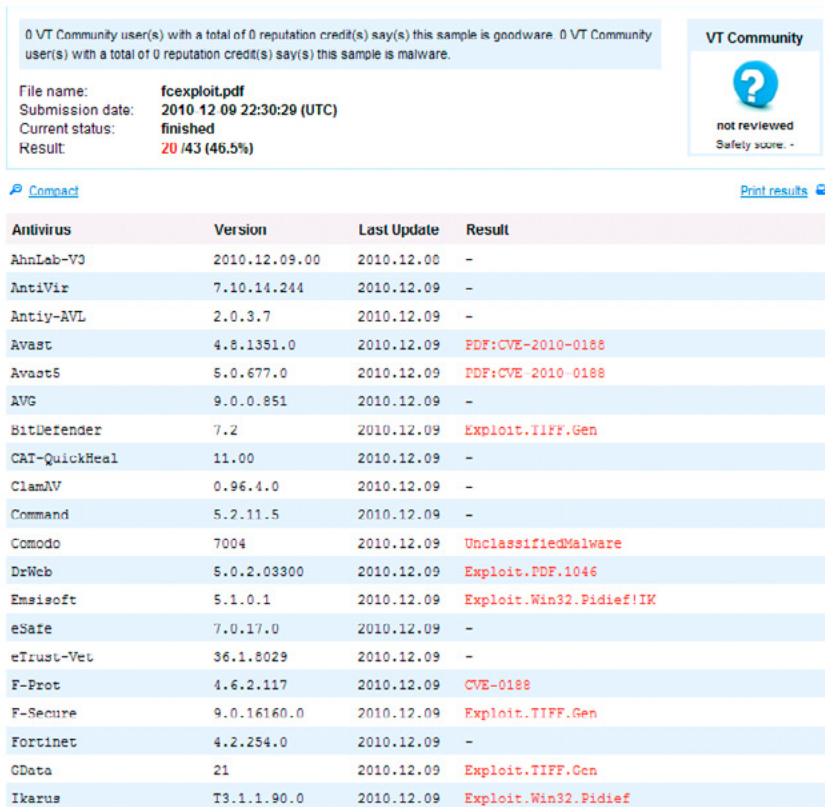 0 VT Community user(s) with a total of 0 reputation credit(s) say(s) this sample is goodware. 0 VT Community
user(s) with a total of 0 reputation credit(s) say(s) this sample is malware.
VT Community
not reviewed
Safety score: -
File name: fcexploit.pdf
Submission date: 2010-12-09 22:30:29 (UTC)
Current status: finished
Result: 20 /43 (46.5%)
Compact
Print results
Antivirus Version Last Update Result
AhnLab-V3 2010.12.09.00 2010.12.08 -
AntiVir 7.10.14.244 2010.12.09 -
Antiy-AVL 2.0.3.7 2010.12.09 -
Avast 4.8.1351.0 2010.12.09 PDF:CVE-2010-0188
Avast5 5.0.677.0 2010.12.09 PDF:CVE-2010-0188
AVG 9.0.0.851 2010.12.09 -
BitDefender 7.2 2010.12.09 Exploit.TIFF.Gen
CAT-QuickHeal 11.00 2010.12.09 -
ClamAV 0.96.4.0 2010.12.09 -
Command 5.2.11.5 2010.12.09 -
Comodo 7004 2010.12.09 UnclassifiedMalware
DrWeb 5.0.2.03300 2010.12.09 Exploit.PDF.1046
Emsisoft 5.1.0.1 2010.12.09 Exploit.Win32.Pidief!IK
eSafe 7.0.17.0 2010.12.09 -
eTrust-Vet 36.1.8029 2010.12.09 -
F-Prot 4.6.2.117 2010.12.09 CVE-0188
F-Secure 9.0.16160.0 2010.12.09 Exploit.TIFF.Gen
Fortinet 4.2.254.0 2010.12.09 -
GData 21 2010.12.09 Exploit.TIFF.Gen
Ikarus T3.1.1.90.0 2010.12.09 Exploit.Win32.Pidief